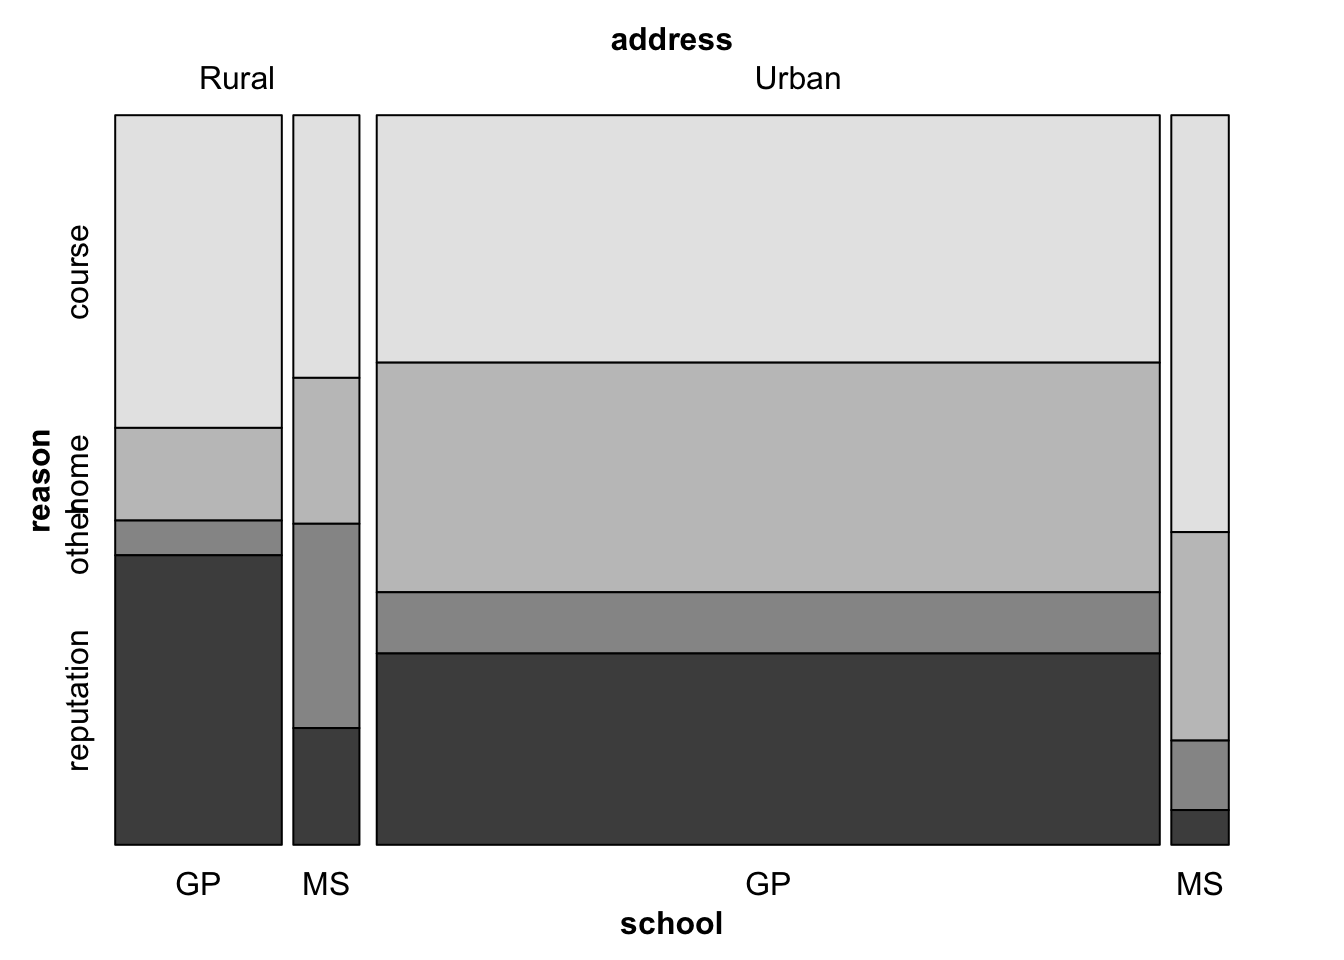 address
Rural Urban
course
home
other
reputation
reason
GP MS GP MS
school